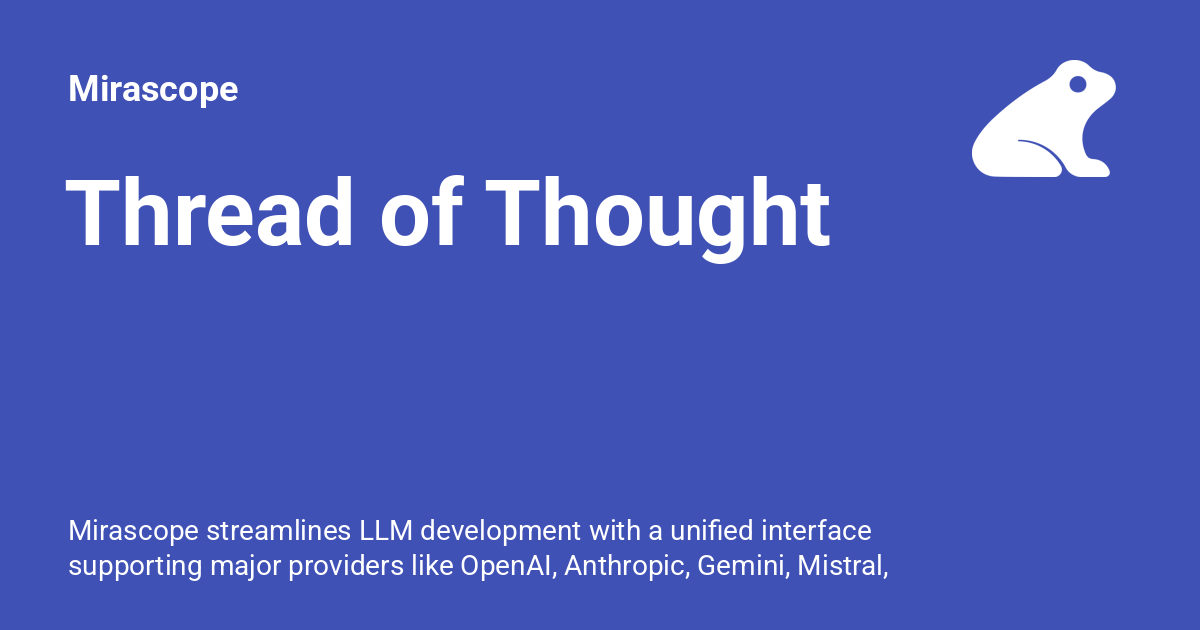 Mirascope
Thread of Thought
Mirascope streamlines LLM development with a unified interface
supporting major providers like OpenAI, Anthropic, Gemini, Mistral,